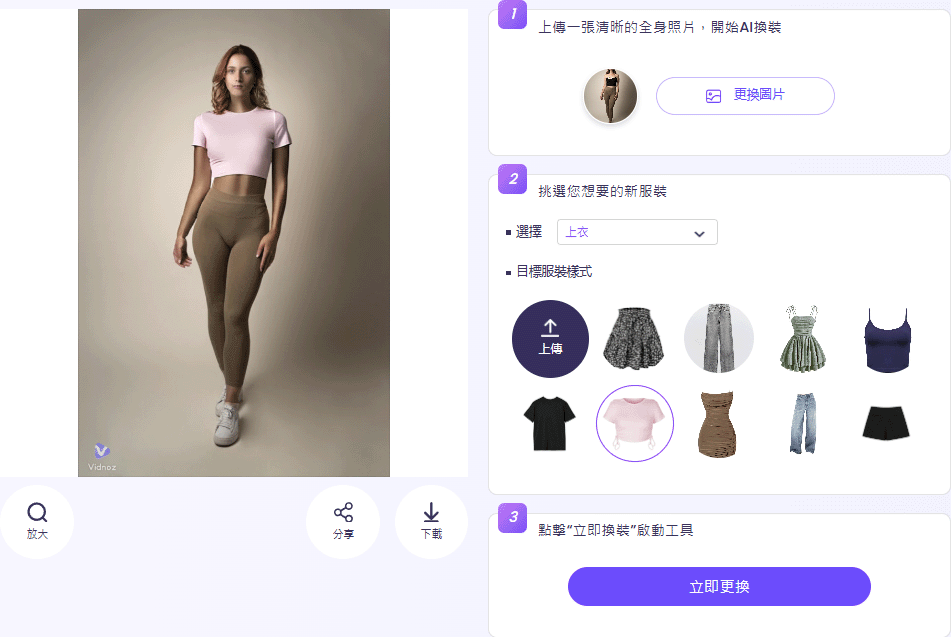 Vidnoz
放大
分享
下載
1
上傳一張清晰的全身照片，開始AI換裝
更換圖片
2
挑選您想要的新服裝
選擇
上衣
目標服裝樣式
上傳
3
點擊“立即換裝”啟動工具
立即更換